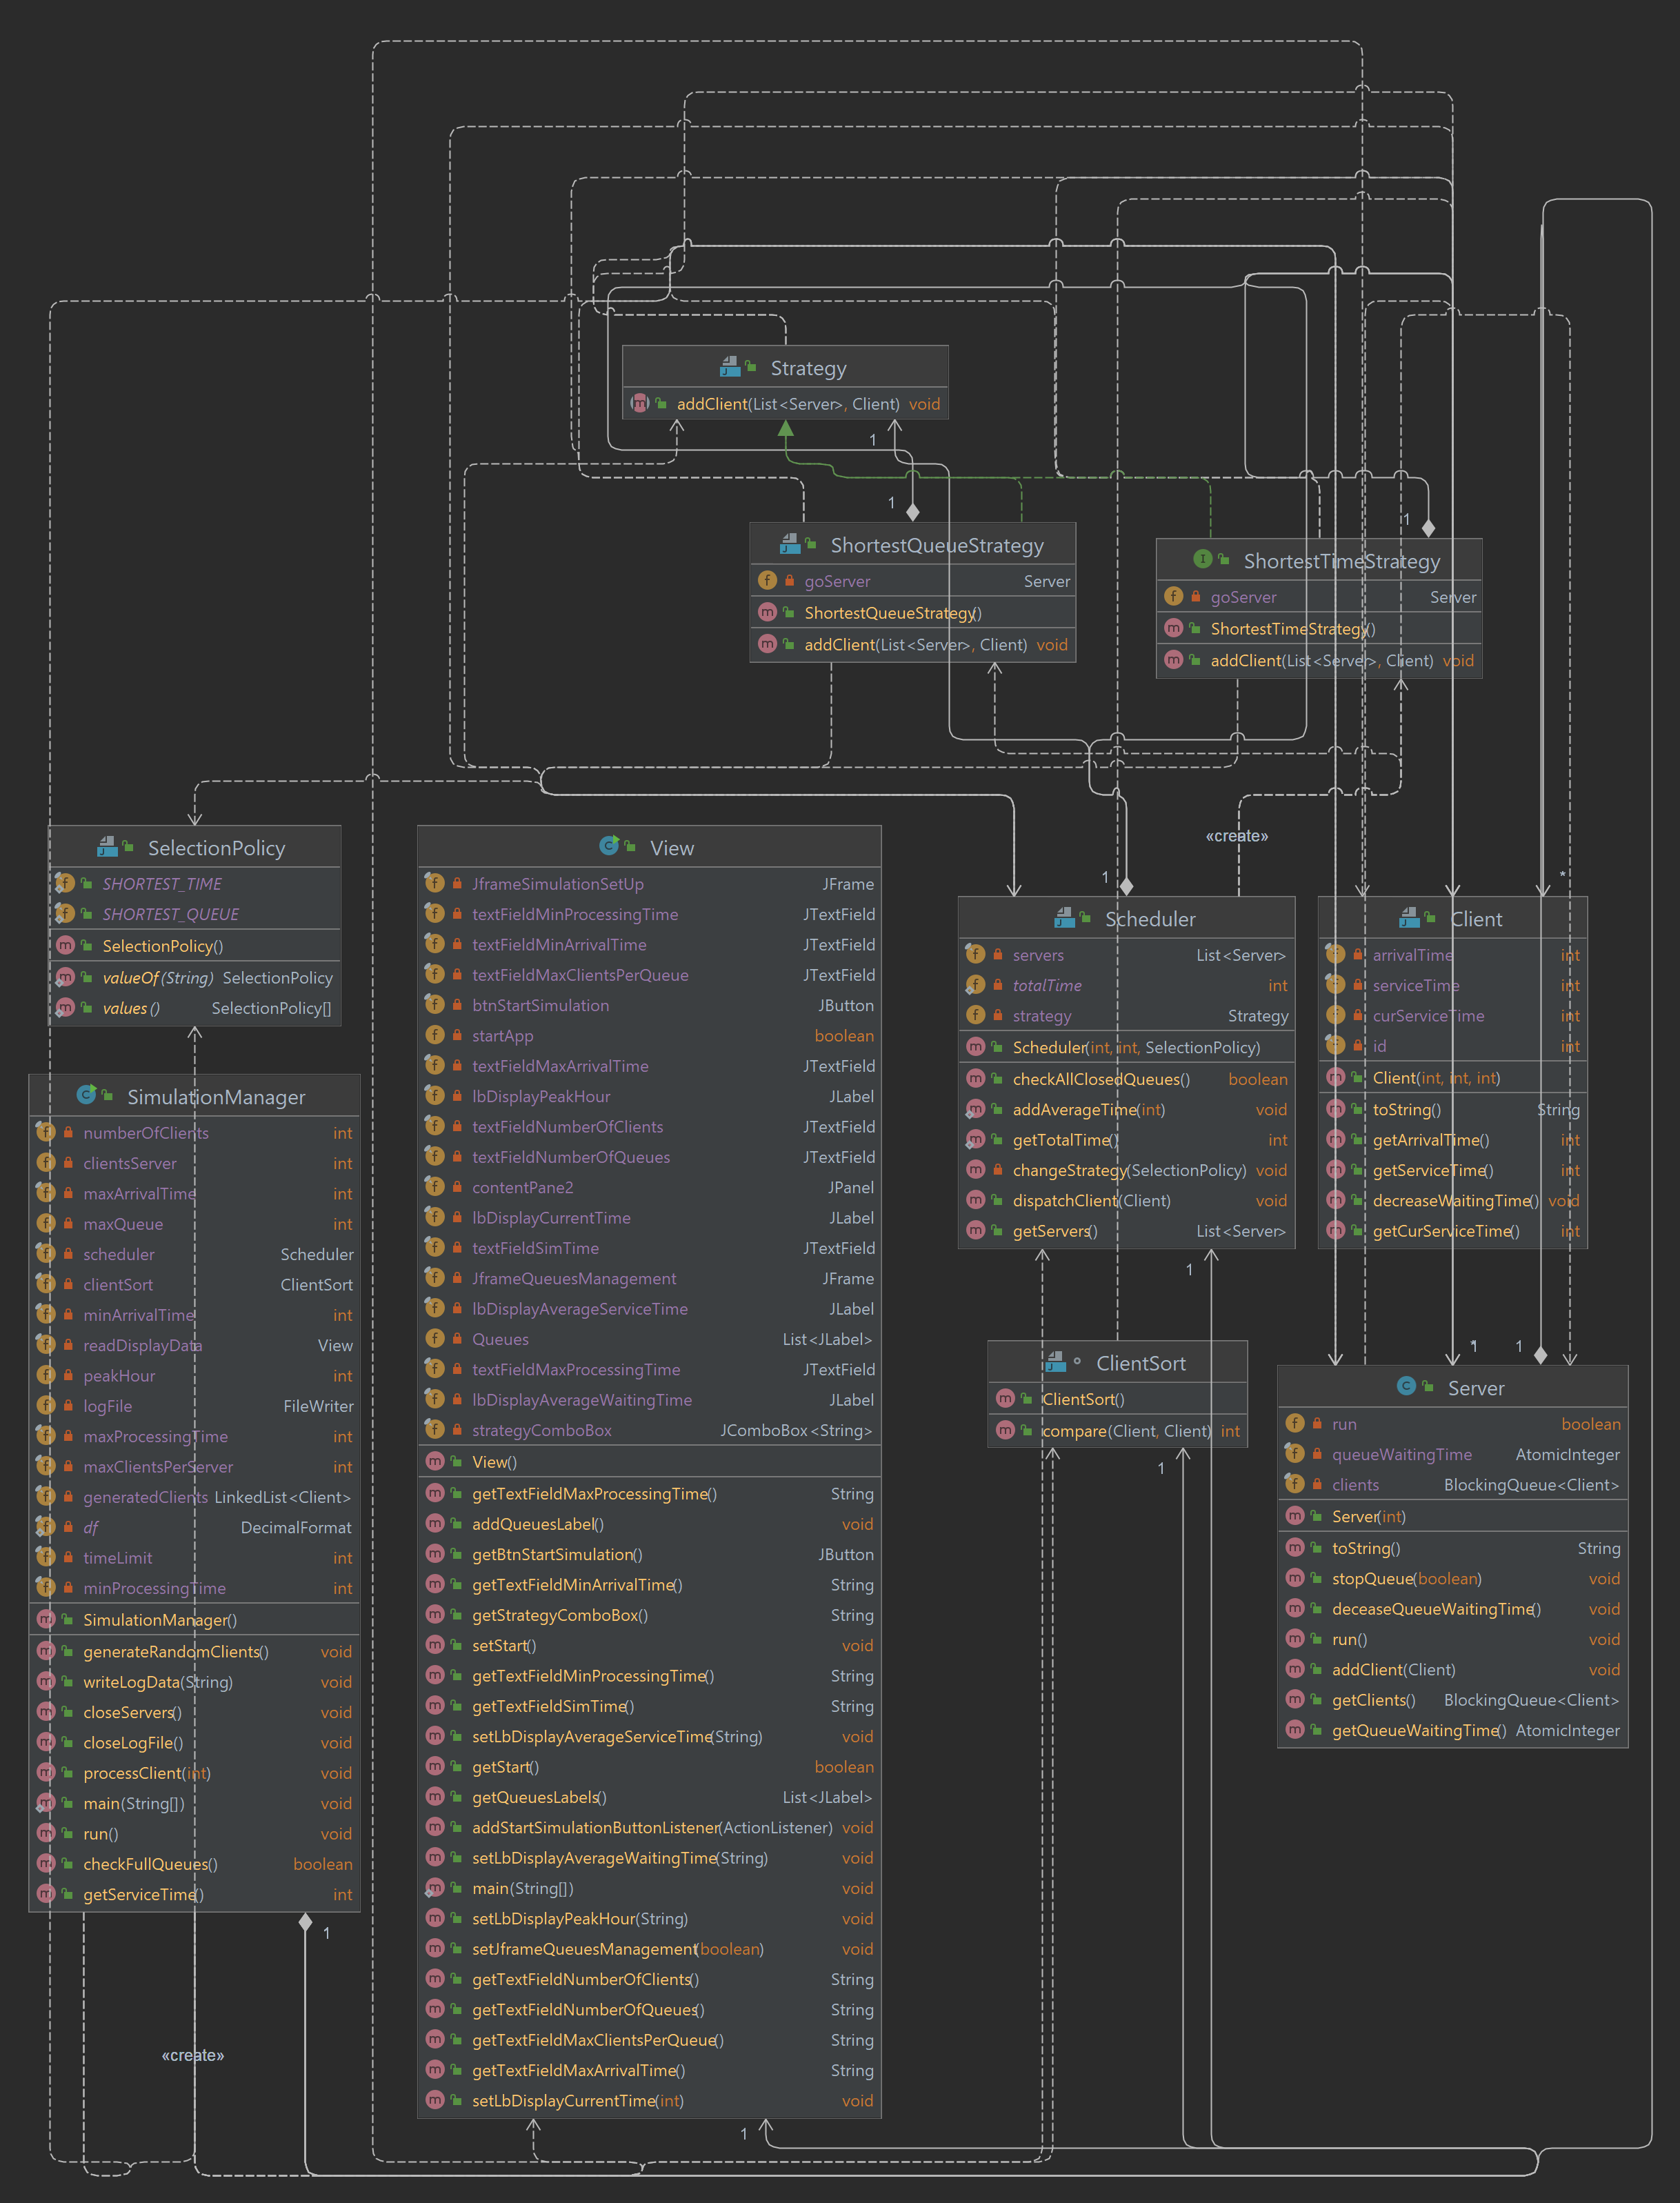 Strategy
addClient(List<Server>, Client) void
1
1
ShortestQueueStrategy
goServer Server
ShortestQueueStrategy()
addClient(List<Server>, Client) void
1
ShortestTimeStrategy
goServer Server
ShortestTimeStrategy()
addClient(List<Server>, Client) void
«create»
SelectionPolicy
SHORTEST_TIME
SHORTEST_QUEUE
SelectionPolicy()
valueOf(String) SelectionPolicy
values() SelectionPolicy[]
SimulationManager
numberOfClients int
clientsServer int
maxArrivalTime int
maxQueue int
scheduler Scheduler
clientSort ClientSort
minArrivalTime int
readDisplayData View
peakHour int
logFile FileWriter
maxProcessingTime int
maxClientsPerServer int
generatedClients LinkedList<Client>
df DecimalFormat
timeLimit int
minProcessingTime int
SimulationManager()
generateRandomClients() void
writeLogData(String) void
closeServers() void
closeLogFile() void
processClient(int) void
main(String[]) void
run() void
checkFullQueues() boolean
getServiceTime() int
1
«create»
View
JframeSimulationSetUp JFrame
textFieldMinProcessingTime JTextField
textFieldMinArrivalTime JTextField
textFieldMaxClientsPerQueue JTextField
btnStartSimulation JButton
startApp boolean
textFieldMaxArrivalTime JTextField
lbDisplayPeakHour JLabel
textFieldNumberOfClients JTextField
textFieldNumberOfQueues JTextField
contentPane2 JPanel
lbDisplayCurrentTime JLabel
textFieldSimTime JTextField
JframeQueuesManagement JFrame
lbDisplayAverageServiceTime JLabel
Queues List<JLabel>
textFieldMaxProcessingTime JTextField
lbDisplayAverageWaitingTime JLabel
strategyComboBox JComboBox<String>
View()
getTextFieldMaxProcessingTime() String
addQueuesLabel() void
getBtnStartSimulation() JButton
getTextFieldMinArrivalTime() String
getStrategyComboBox() String
setStart() void
getTextFieldMinProcessingTime() String
getTextFieldSimTime() String
setLbDisplayAverageServiceTime(String) void
getStart() boolean
getQueuesLabels() List<JLabel>
addStartSimulationButtonListener(ActionListener) void
setLbDisplayAverageWaitingTime(String) void
main(String[]) void
setLbDisplayPeakHour(String) void
setJframeQueuesManagement(boolean) void
getTextFieldNumberOfClients() String
getTextFieldNumberOfQueues() String
getTextFieldMaxClientsPerQueue() String
getTextFieldMaxArrivalTime() String
setLbDisplayCurrentTime(int) void
1
1
Scheduler
servers List<Server>
totalTime int
strategy Strategy
Scheduler(int, int, SelectionPolicy)
checkAllClosedQueues() boolean
addAverageTime(int) void
getTotalTime() int
changeStrategy(SelectionPolicy) void
dispatchClient(Client) void
getServers() List<Server>
1
*
Client
arrivalTime int
serviceTime int
curServiceTime int
id int
Client(int, int, int)
toString() String
getArrivalTime() int
getServiceTime() int
decreaseWaitingTime() void
getCurServiceTime() int
ClientSort
ClientSort()
compare(Client, Client) int
1
1
Server
run boolean
queueWaitingTime AtomicInteger
clients BlockingQueue<Client>
Server(int)
toString() String
stopQueue(boolean) void
deceaseQueueWaitingTime() void
run() void
addClient(Client) void
getClients() BlockingQueue<Client>
getQueueWaitingTime() AtomicInteger